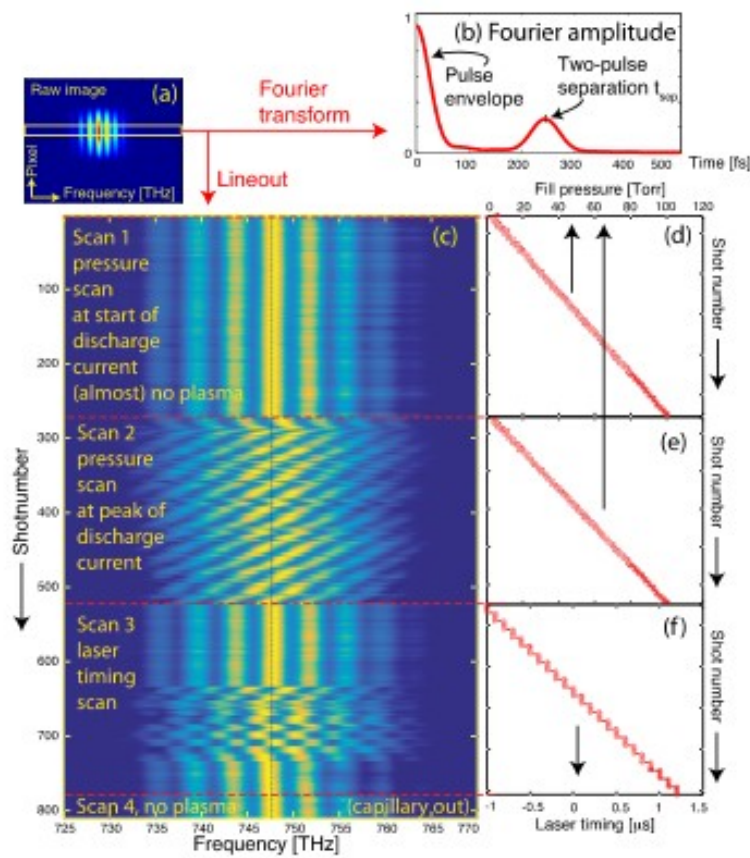 (b) Fourier amplitude
1
0
Pulse
envelope
Two-pulse
separation t_sep
0 100 200 300 400 500 Time [fs]
Raw image (a)
Pixel
Frequency [THz]
Fourier
transform
Lineout
Fill pressure [Torr]
0 20 40 60 80 100 120
Scan 1
pressure
scan
at start of
discharge
current
(almost) no plasma
(c)
(d)
Shot number
Scan 2
pressure
scan
at peak of
discharge
current
(e)
Shot number
Scan 3
laser
timing
scan
(f)
Shot number
Scan 4, no plasma (capillary out)
Shotnumber
100
200
300
400
500
600
700
800
725 735 740 745 750 755 760 770
Frequency [THz]
-1 -0.5 0 0.5 1 1.5
Laser timing [μs]